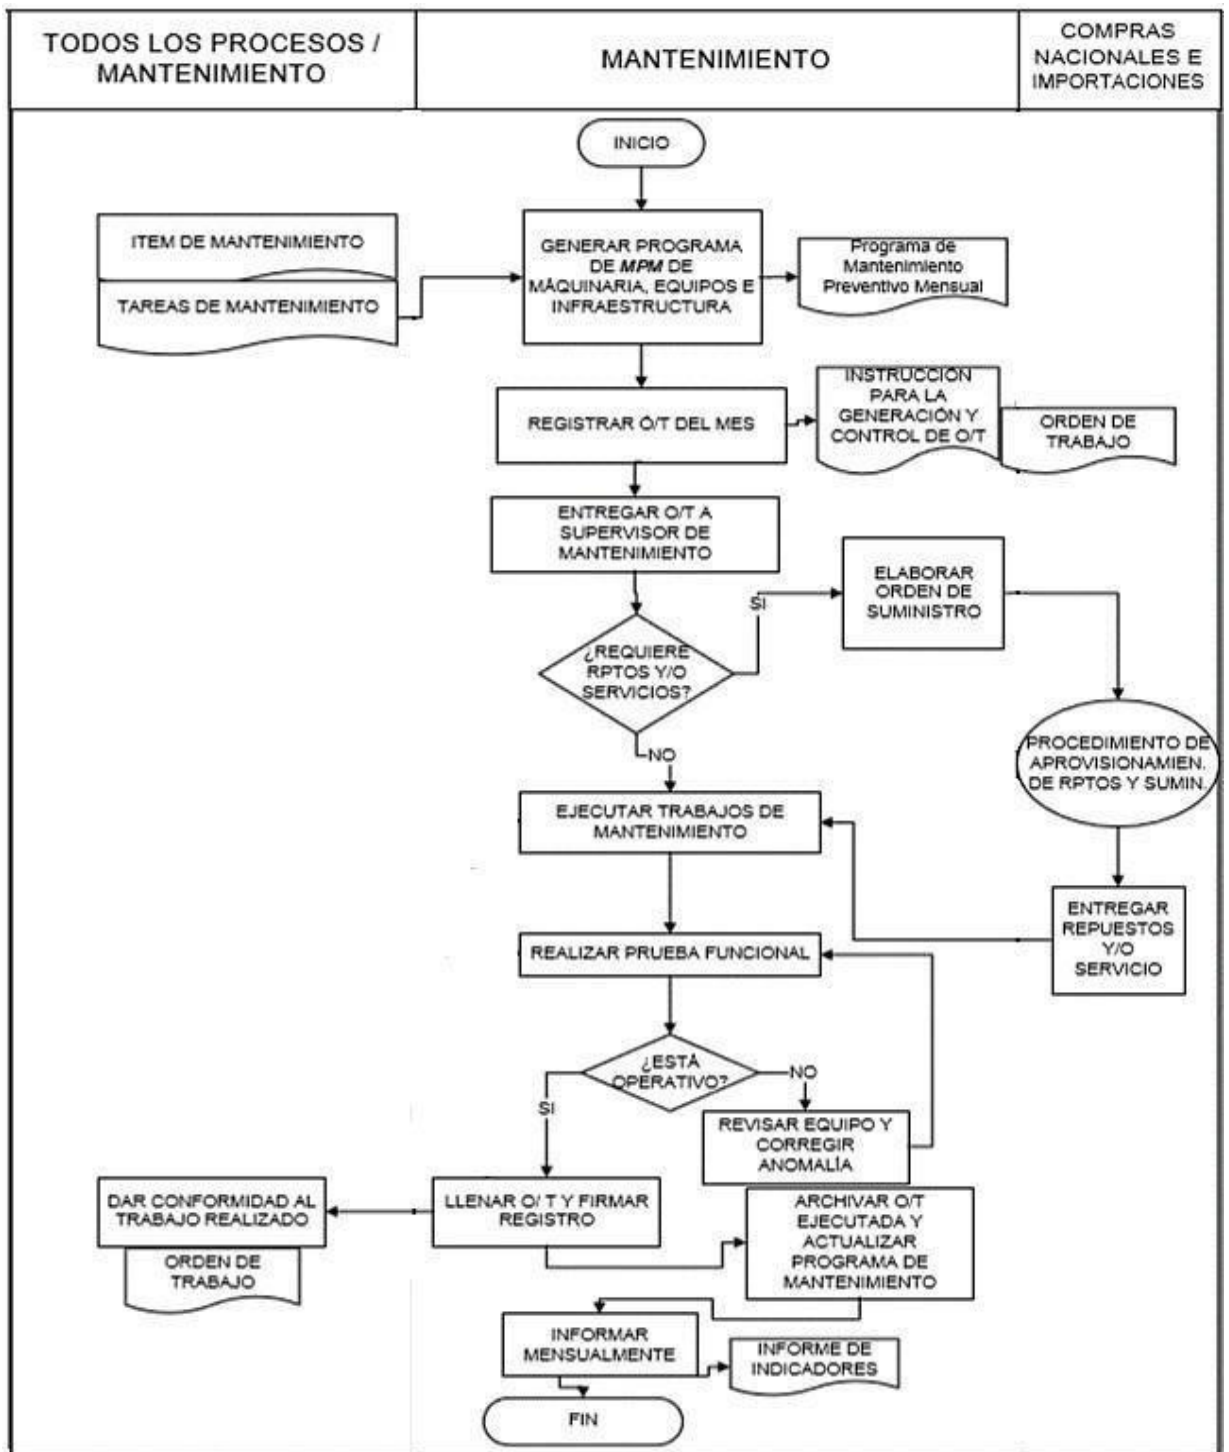 TODOS LOS PROCESOS /
MANTENIMIENTO
MANTENIMIENTO
COMPRAS
NACIONALES E
IMPORTACIONES
INICIO
ITEM DE MANTENIMIENTO
TAREAS DE MANTENIMIENTO
GENERAR PROGRAMA
DE MPM DE
MÁQUINARIA, EQUIPOS E
INFRAESTRUCTURA
Programa de
Mantenimiento
Preventivo Mensual
REGISTRAR O/T DEL MES
INSTRUCCIÓN
PARA LA
GENERACIÓN Y
CONTROL DE O/T
ORDEN DE
TRABAJO
ENTREGAR O/T A
SUPERVISOR DE
MANTENIMIENTO
ELABORAR
ORDEN DE
SUMINISTRO
SI
¿REQUIERE
RPTOS Y/O
SERVICIOS?
NO
PROCEDIMIENTO DE
APROVISIONAMIEN.
DE RPTOS Y SUMIN.
EJECUTAR TRABAJOS DE
MANTENIMIENTO
ENTREGAR
REPUESTOS
Y/O
SERVICIO
REALIZAR PRUEBA FUNCIONAL
¿ESTÁ
OPERATIVO?
NO
SI
REVISAR EQUIPO Y
CORREGIR
ANOMALÍA
DAR CONFORMIDAD AL
TRABAJO REALIZADO
ORDEN DE
TRABAJO
LLENAR O/ T Y FIRMAR
REGISTRO
ARCHIVAR O/T
EJECUTADA Y
ACTUALIZAR
PROGRAMA DE
MANTENIMIENTO
INFORMAR
MENSUALMENTE
INFORME DE
INDICADORES
FIN